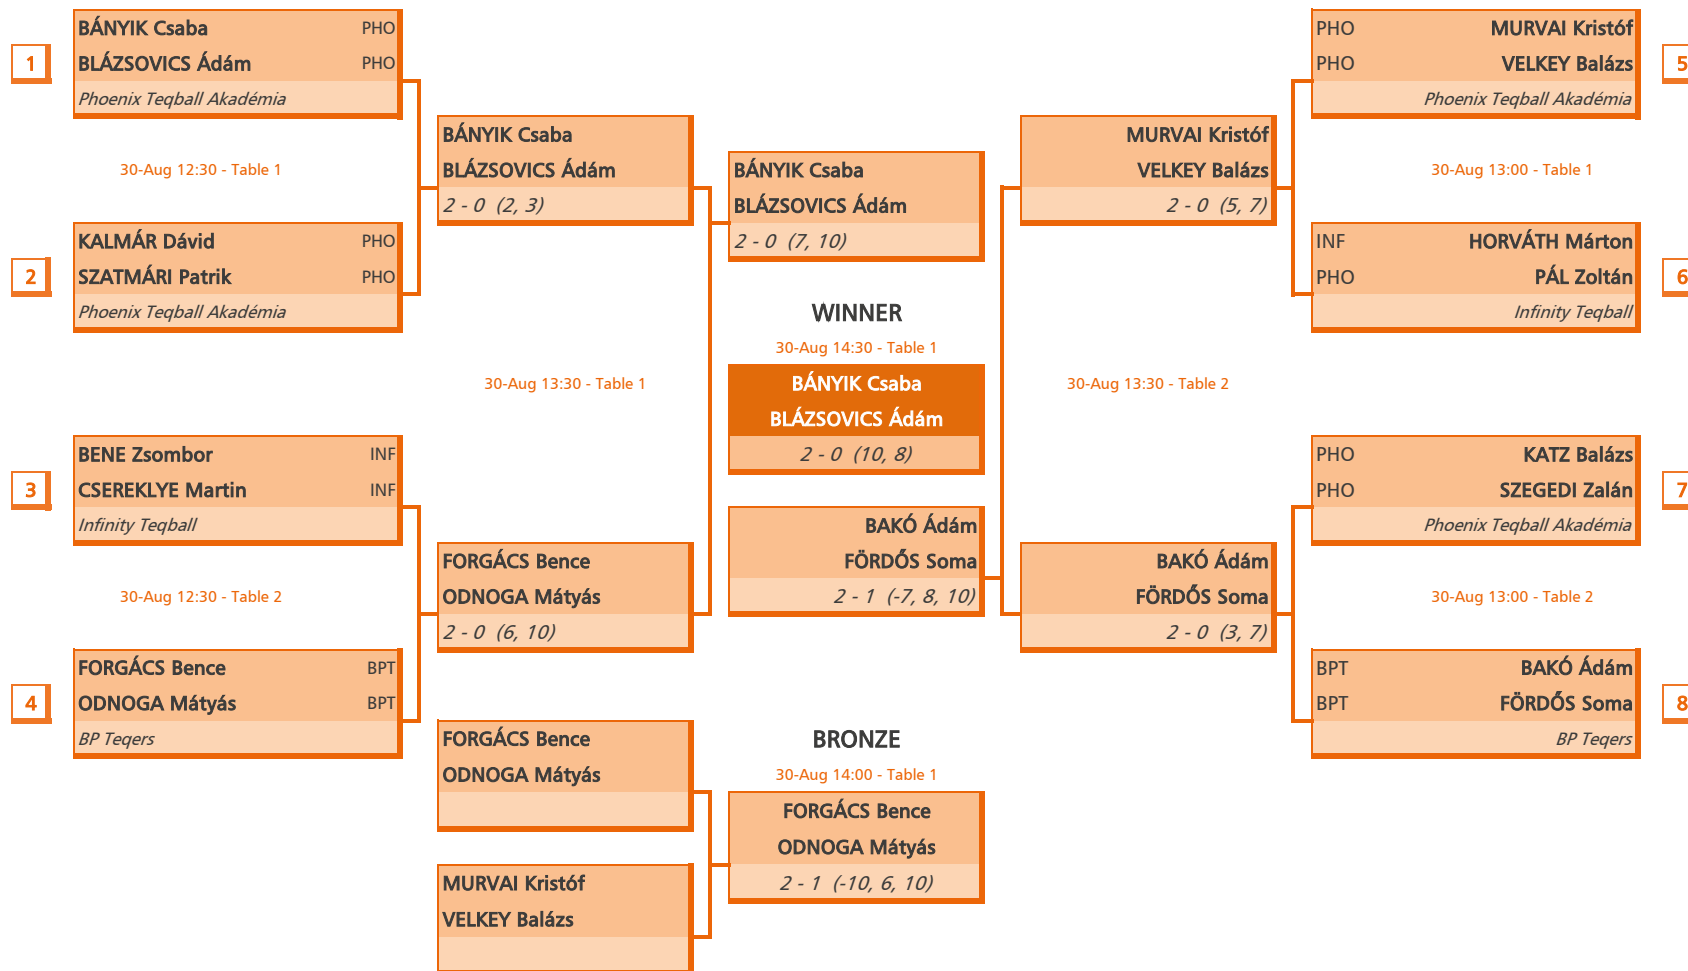 1
BÁNYIK Csaba PHO
BLÁZSOVICS Ádám PHO
Phoenix Teqball Akadémia
30-Aug 12:30 - Table 1
2
KALMÁR Dávid PHO
SZATMÁRI Patrik PHO
Phoenix Teqball Akadémia
3
BENE Zsombor INF
CSEREKLYE Martin INF
Infinity Teqball
30-Aug 12:30 - Table 2
4
FORGÁCS Bence BPT
ODNOGA Mátyás BPT
BP Teqers
BÁNYIK Csaba
BLÁZSOVICS Ádám
2 - 0 (2, 3)
30-Aug 13:30 - Table 1
FORGÁCS Bence
ODNOGA Mátyás
2 - 0 (6, 10)
FORGÁCS Bence
ODNOGA Mátyás
MURVAI Kristóf
VELKEY Balázs
BÁNYIK Csaba
BLÁZSOVICS Ádám
2 - 0 (7, 10)
WINNER
30-Aug 14:30 - Table 1
BÁNYIK Csaba
BLÁZSOVICS Ádám
2 - 0 (10, 8)
BAKÓ Ádám
FÖRDŐS Soma
2 - 1 (-7, 8, 10)
BRONZE
30-Aug 14:00 - Table 1
FORGÁCS Bence
ODNOGA Mátyás
2 - 1 (-10, 6, 10)
MURVAI Kristóf
VELKEY Balázs
2 - 0 (5, 7)
30-Aug 13:30 - Table 2
BAKÓ Ádám
FÖRDŐS Soma
2 - 0 (3, 7)
PHO MURVAI Kristóf
PHO VELKEY Balázs
Phoenix Teqball Akadémia
5
30-Aug 13:00 - Table 1
INF HORVÁTH Márton
PHO PÁL Zoltán
Infinity Teqball
6
PHO KATZ Balázs
PHO SZEGEDI Zalán
Phoenix Teqball Akadémia
7
30-Aug 13:00 - Table 2
BPT BAKÓ Ádám
BPT FÖRDŐS Soma
BP Teqers
8